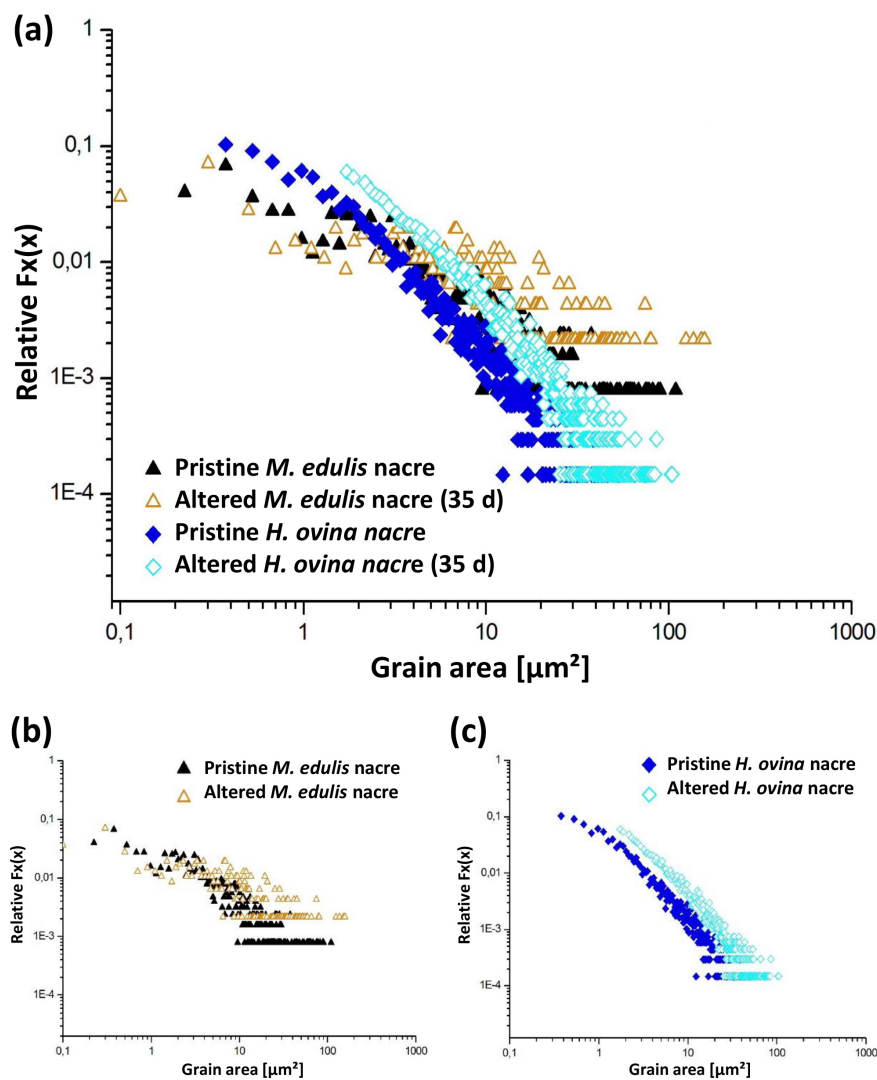 (a)
1
0,1
0,01
1E-3
1E-4
Relative Fx(x)
Pristine M. edulis nacre
Altered M. edulis nacre (35 d)
Pristine H. ovina nacre
Altered H. ovina nacre (35 d)
0,1 1 10 100 1000
Grain area [µm²]
(b)
Pristine M. edulis nacre
Altered M. edulis nacre
1
0,1
0,01
1E-3
1E-4
Relative Fx(x)
0,1 1 10 100 1000
Grain area [µm²]
(c)
Pristine H. ovina nacre
Altered H. ovina nacre
1
0,1
0,01
1E-3
1E-4
Relative Fx(x)
0,1 1 10 100 1000
Grain area [µm²]